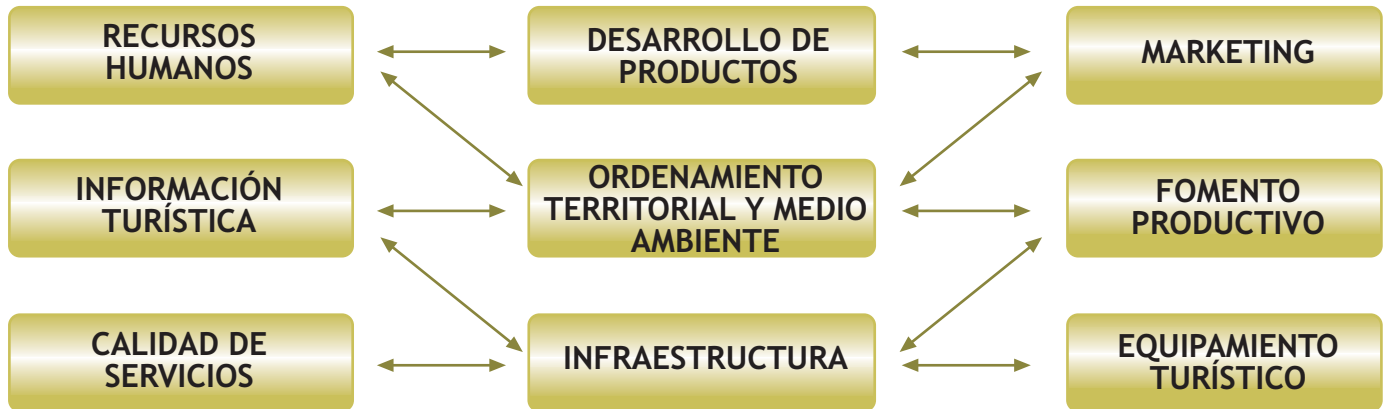 RECURSOS
HUMANOS
DESARROLLO DE
PRODUCTOS
MARKETING
INFORMACIÓN
TURÍSTICA
ORDENAMIENTO
TERRITORIAL Y MEDIO
AMBIENTE
FOMENTO
PRODUCTIVO
CALIDAD DE
SERVICIOS
INFRAESTRUCTURA
EQUIPAMIENTO
TURÍSTICO